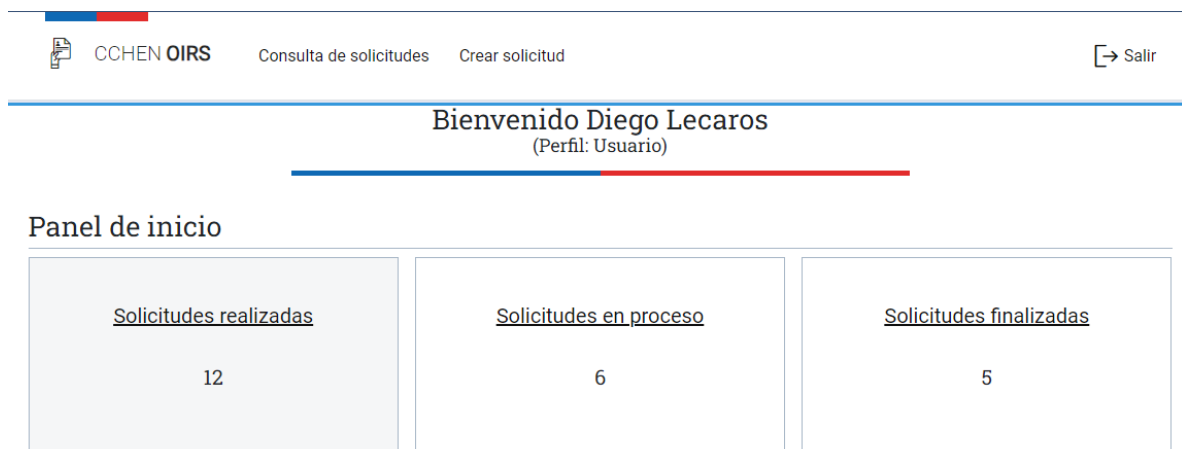 CCHEN OIRS Consulta de solicitudes Crear solicitud Salir
Bienvenido Diego Lecaros
(Perfil: Usuario)
Panel de inicio
Solicitudes realizadas Solicitudes en proceso Solicitudes finalizadas
12 6 5